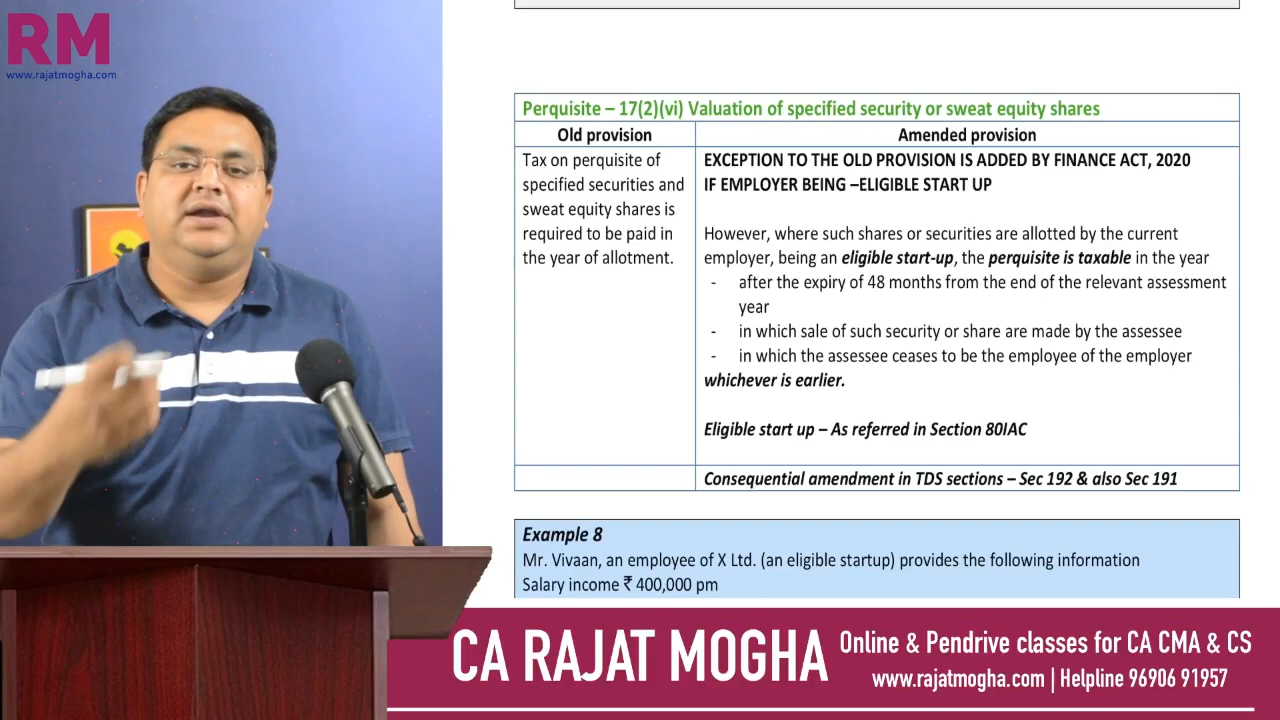 RM
www.rajatmogha.com
Perquisite – 17(2)(vi) Valuation of specified security or sweat equity shares
Old provision
Amended provision
Tax on perquisite of
specified securities and
sweat equity shares is
required to be paid in
the year of allotment.
EXCEPTION TO THE OLD PROVISION IS ADDED BY FINANCE ACT, 2020
IF EMPLOYER BEING –ELIGIBLE START UP
However, where such shares or securities are allotted by the current
employer, being an eligible start-up, the perquisite is taxable in the year
- after the expiry of 48 months from the end of the relevant assessment
year
- in which sale of such security or share are made by the assessee
- in which the assessee ceases to be the employee of the employer
whichever is earlier.
Eligible start up – As referred in Section 80IAC
Consequential amendment in TDS sections – Sec 192 & also Sec 191
Example 8
Mr. Vivaan, an employee of X Ltd. (an eligible startup) provides the following information
Salary income ₹ 400,000 pm
CA RAJAT MOGHA
Online & Pendrive classes for CA CMA & CS
www.rajatmogha.com | Helpline 96906 91957